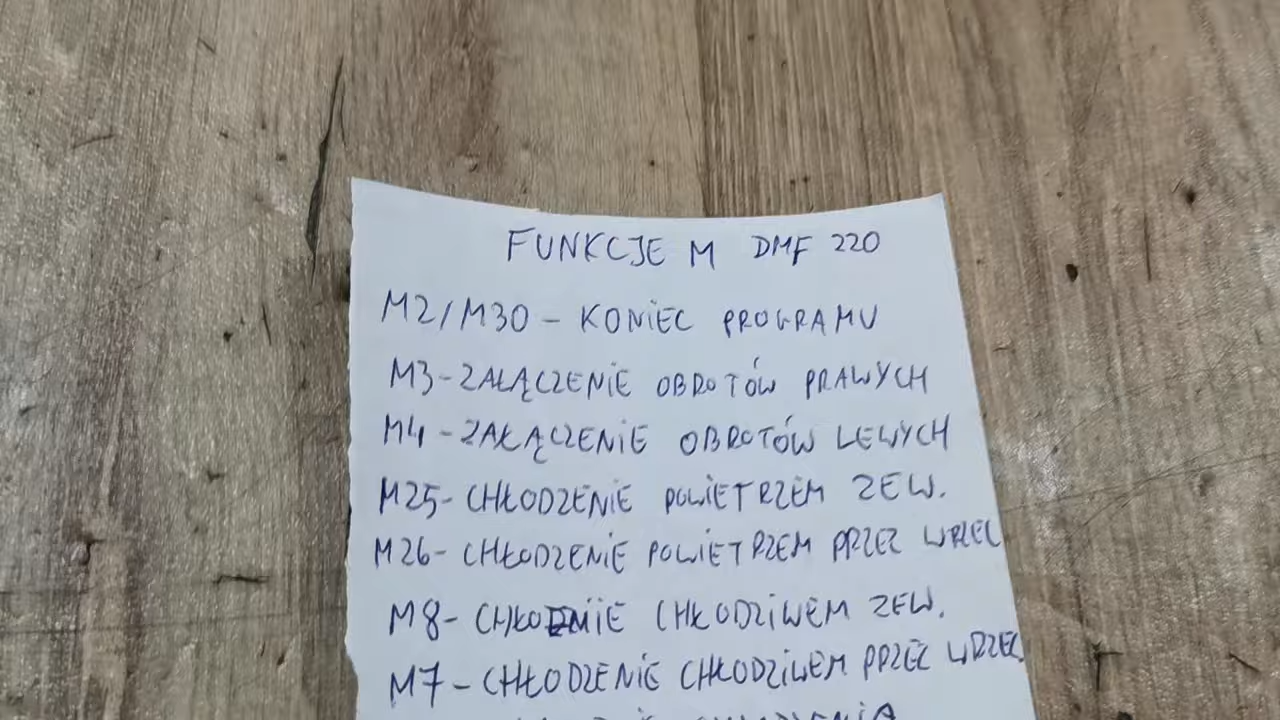 FUNKCJE M DMF 220
M2/M30 - KONIEC PROGRAMU
M3-ZAŁĄCZENIE OBROTÓW PRAWYCH
M4-ZAŁĄCZENIE OBROTÓW LEWYCH
M25-CHŁODZENIE POWIETRZEM ZEW.
M26-CHŁODZENIE POWIETRZEM PRZEZ WRZEC
M8-CHŁODZNIE CHŁODZIWEM ZEW.
M7-CHŁODZENIE CHŁODZIWEM PRZEZ WRZEC.